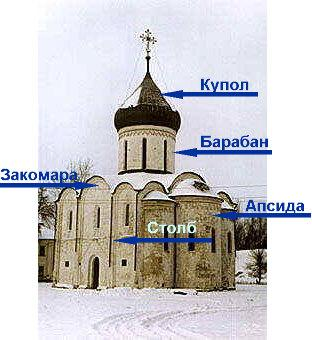 Купол
Барабан
Закомара
Апсида
Столб